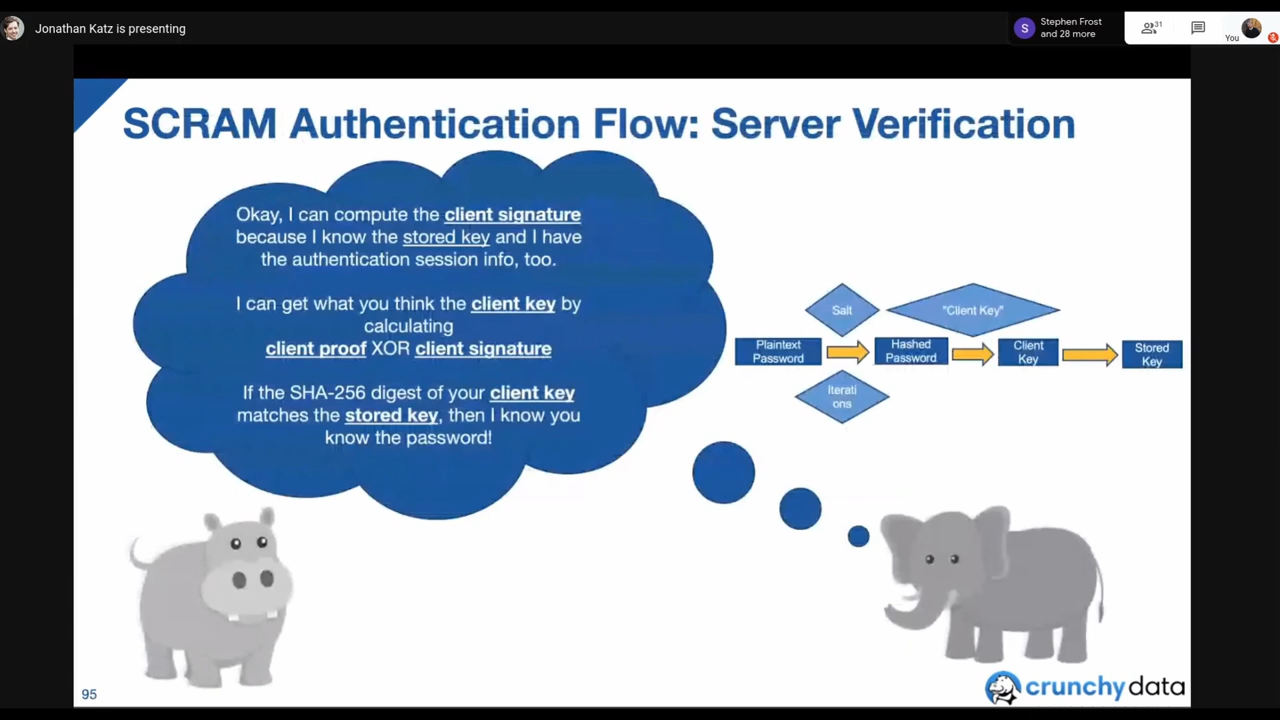 Jonathan Katz is presenting
S
Stephen Frost
and 28 more
31
You
SCRAM Authentication Flow: Server Verification
Okay, I can compute the client signature
because I know the stored key and I have
the authentication session info, too.
I can get what you think the client key by
calculating
client proof XOR client signature
If the SHA-256 digest of your client key
matches the stored key, then I know you
know the password!
Salt
"Client Key"
Plaintext
Password
Hashed
Password
Client
Key
Stored
Key
Iterati
ons
95
crunchydata